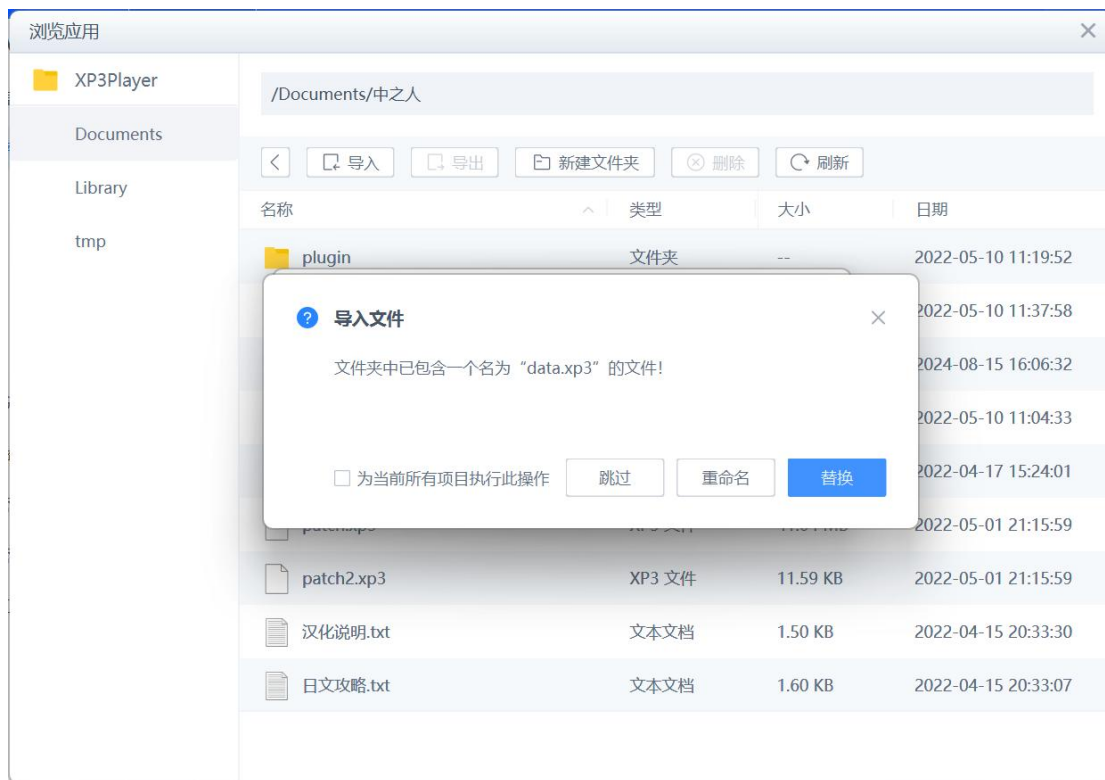 浏览应用
XP3Player
/Documents/中之人
Documents
导入 导出 新建文件夹 删除 刷新
Library
名称 类型 大小 日期
tmp
plugin 文件夹 -- 2022-05-10 11:19:52
导入文件
2022-05-10 11:37:58
文件夹中已包含一个名为“data.xp3”的文件!
2024-08-15 16:06:32
2022-05-10 11:04:33
为当前所有项目执行此操作 跳过 重命名 替换
2022-04-17 15:24:01
2022-05-01 21:15:59
patch2.xp3 XP3 文件 11.59 KB 2022-05-01 21:15:59
汉化说明.txt 文本文档 1.50 KB 2022-04-15 20:33:30
日文攻略.txt 文本文档 1.60 KB 2022-04-15 20:33:07